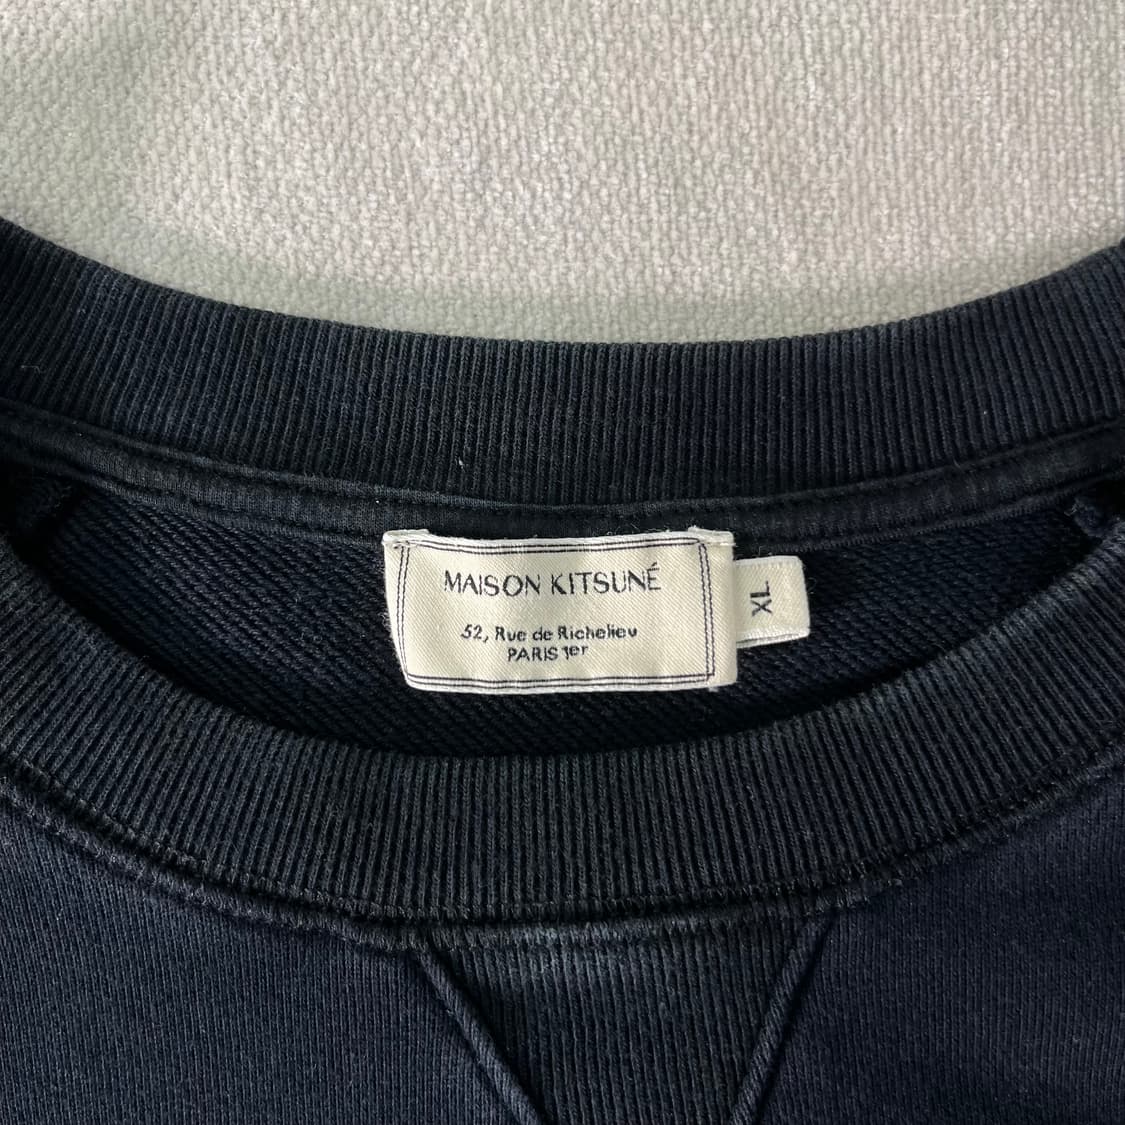 MAISON KITSUNÉ
52, Rue de Richelieu
PARIS 1er
XL